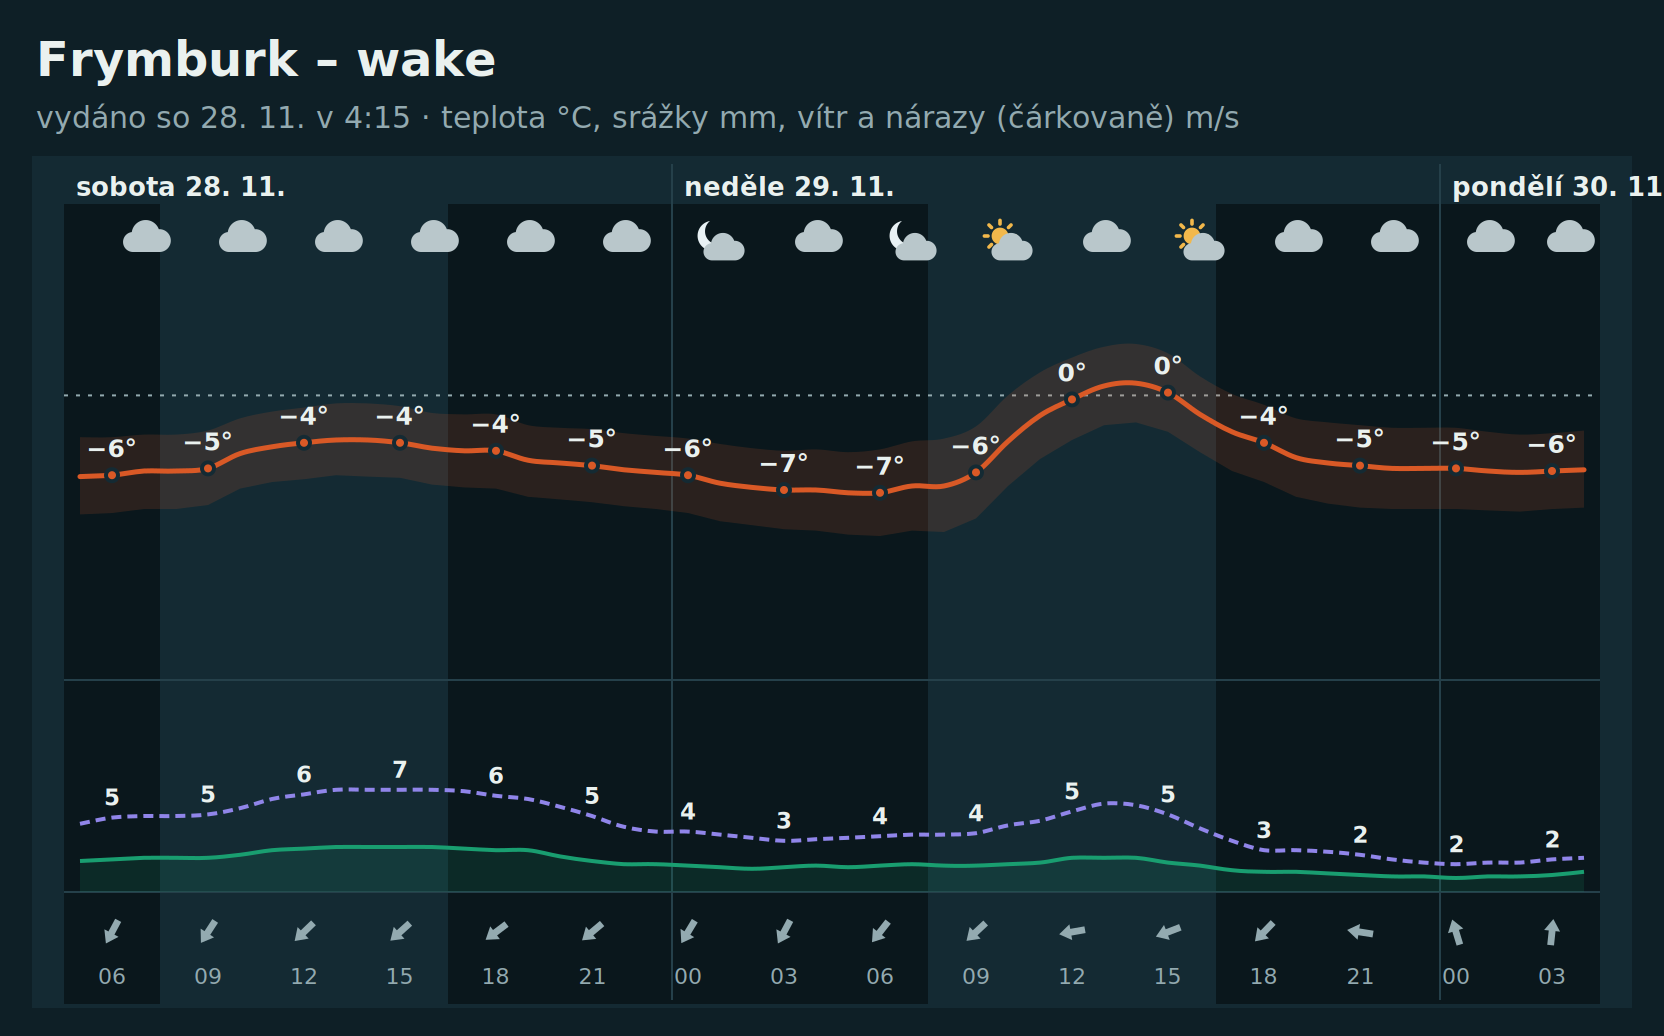 Frymburk – wake
vydáno so 28. 11. v 4:15 · teplota °C, srážky mm, vítr a nárazy (čárkovaně) m/s
sobota 28. 11. neděle 29. 11. pondělí 30. 11
−6° −5° −4° −4° −4° −5° −6° −7° −7° −6° 0° 0° −4° −5° −5° −6°
5 5 6 7 6 5 4 3 4 4 5 5 3 2 2 2
06 09 12 15 18 21 00 03 06 09 12 15 18 21 00 03